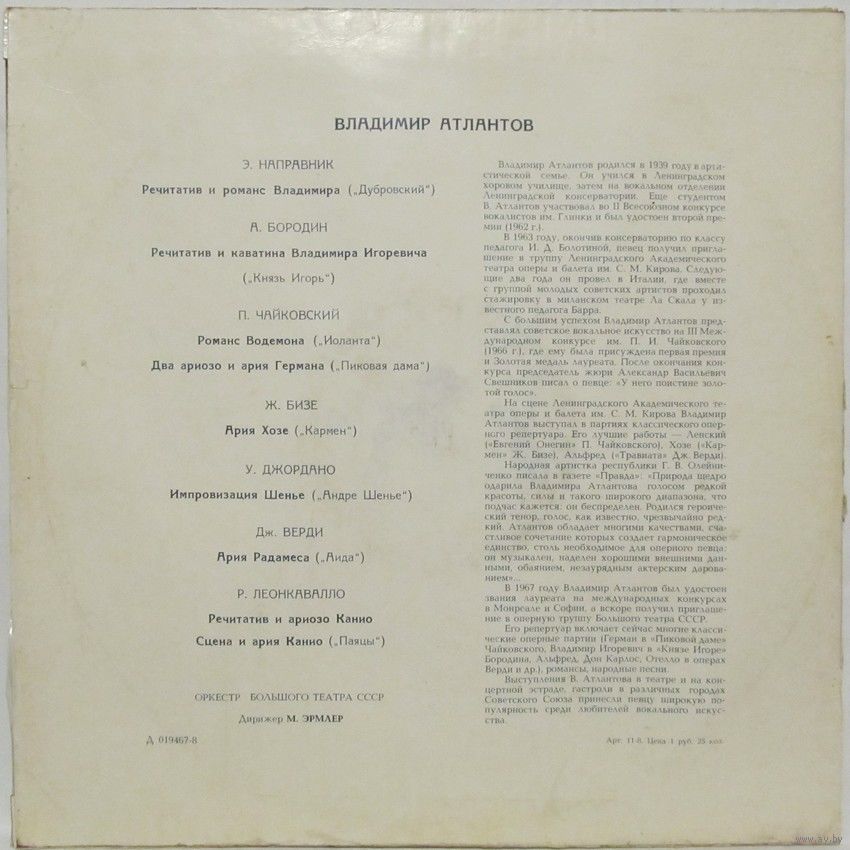 ВЛАДИМИР АТЛАНТОВ
Э. НАПРАВНИК
Речитатив и романс Владимира („Дубровский“)
А. БОРОДИН
Речитатив и каватина Владимира Игоревича
(„Князь Игорь“)
П. ЧАЙКОВСКИЙ
Романс Водемона („Иоланта“)
Два ариозо и ария Германа („Пиковая дама“)
Ж. БИЗЕ
Ария Хозе („Кармен“)
У. ДЖОРДАНО
Импровизация Шенье („Андре Шенье“)
Дж. ВЕРДИ
Ария Радамеса („Аида“)
Р. ЛЕОНКАВАЛЛО
Речитатив и ариозо Канио
Сцена и ария Канио („Паяцы“)
ОРКЕСТР БОЛЬШОГО ТЕАТРА СССР
Дирижер М. ЭРМЛЕР
Д 019467-8
Владимир Атлантов родился в 1939 году в арти-
стической семье. Он учился в Ленинградском
хоровом училище, затем на вокальном отделении
Ленинградской консерватории. Еще студентом
В. Атлантов участвовал во II Всесоюзном конкурсе
вокалистов им. Глинки и был удостоен второй пре-
мии (1962 г.).
В 1963 году, окончив консерваторию по классу
педагога И. Д. Болотиной, певец получил пригла-
шение в труппу Ленинградского Академического
театра оперы и балета им. С. М. Кирова. Следую-
щие два года он провел в Италии, где вместе
с группой молодых советских артистов проходил
стажировку в миланском театре Ла Скала у из-
вестного педагога Барра.
С большим успехом Владимир Атлантов пред-
ставлял советское вокальное искусство на III Меж-
дународном конкурсе им. П. И. Чайковского
(1966 г.), где ему была присуждена первая премия
и Золотая медаль лауреата. После окончания кон-
курса председатель жюри Александр Васильевич
Свешников писал о певце: «У него поистине золо-
той голос».
На сцене Ленинградского Академического те-
атра оперы и балета им. С. М. Кирова Владимир
Атлантов выступал в партиях классического опер-
ного репертуара. Его лучшие работы — Ленский
(«Евгений Онегин» П. Чайковского), Хозе («Кар-
мен» Ж. Бизе), Альфред («Травиата» Дж. Верди).
Народная артистка республики Г. В. Олейни-
ченко писала в газете «Правда»: «Природа щедро
одарила Владимира Атлантова голосом редкой
красоты, силы и такого широкого диапазона, что
подчас кажется: он беспределен. Родился героиче-
ский тенор, голос, как известно, чрезвычайно ред-
кий. Атлантов обладает многими качествами, сча-
стливое сочетание которых создает гармоническое
единство, столь необходимое для оперного певца:
он музыкален, наделен хорошими внешними дан-
ными, обаянием, незаурядным актерским дарова-
нием»...
В 1967 году Владимир Атлантов был удостоен
звания лауреата на международных конкурсах
в Монреале и Софии, а вскоре получил приглаше-
ние в оперную труппу Большого театра СССР.
Его репертуар включает сейчас многие класси-
ческие оперные партии (Герман в «Пиковой даме»
Чайковского, Владимир Игоревич в «Князе Игоре»
Бородина, Альфред, Дон Карлос, Отелло в операх
Верди и др.), романсы, народные песни.
Выступления В. Атлантова в театре и на кон-
цертной эстраде, гастроли в различных городах
Советского Союза принесли певцу широкую по-
пулярность среди любителей вокального искус-
ства.
Арт. 11-8. Цена 1 руб. 25 коп.
www.ay.by